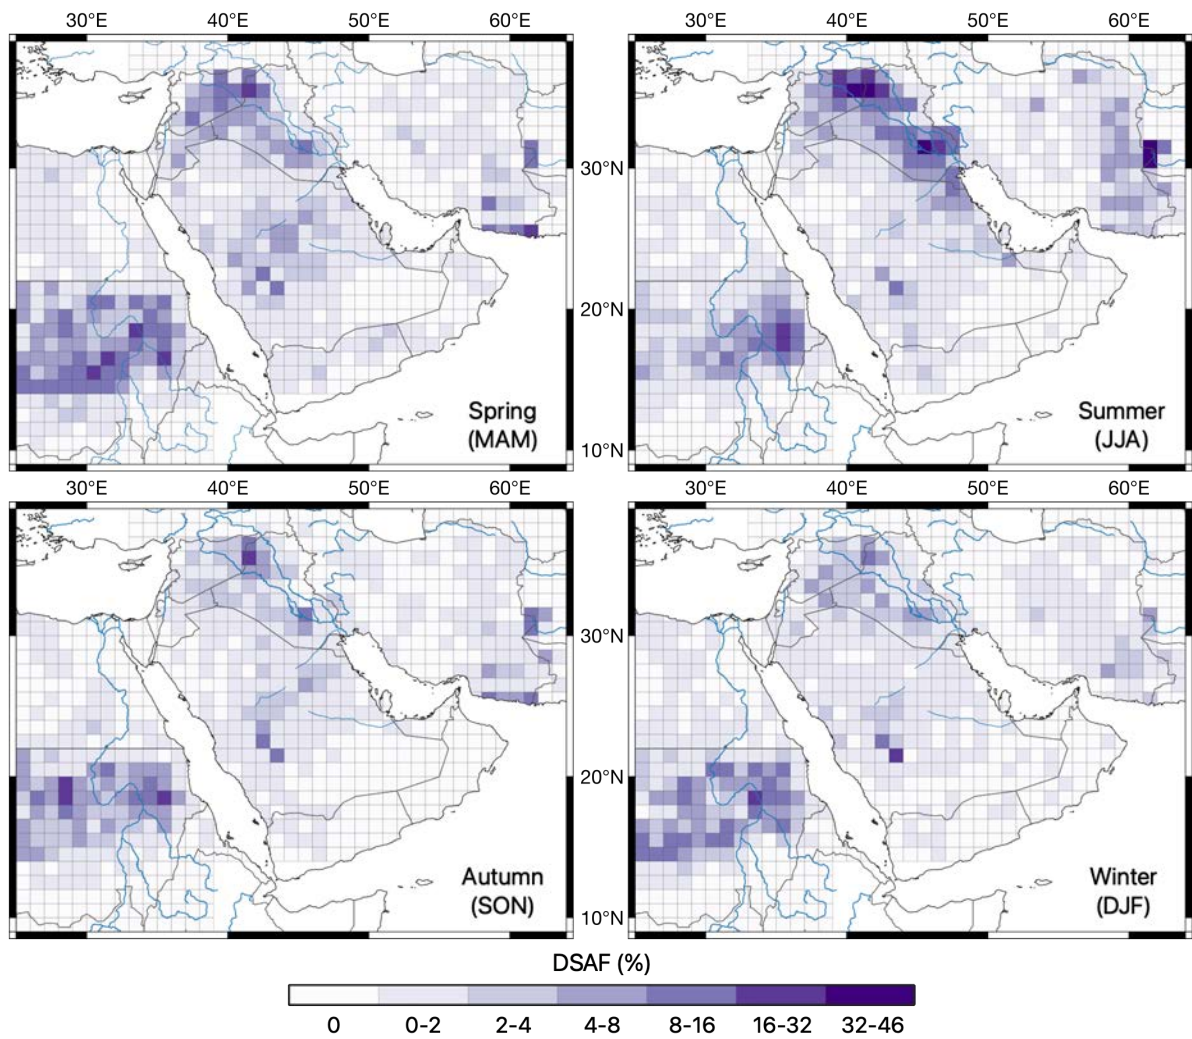 30°E 40°E 50°E 60°E 30°E 40°E 50°E 60°E
30°N
20°N
Spring
(MAM)
Summer
(JJA)
10°N
30°E 40°E 50°E 60°E 30°E 40°E 50°E 60°E
30°N
20°N
Autumn
(SON)
Winter
(DJF)
10°N
DSAF (%)
0 0-2 2-4 4-8 8-16 16-32 32-46